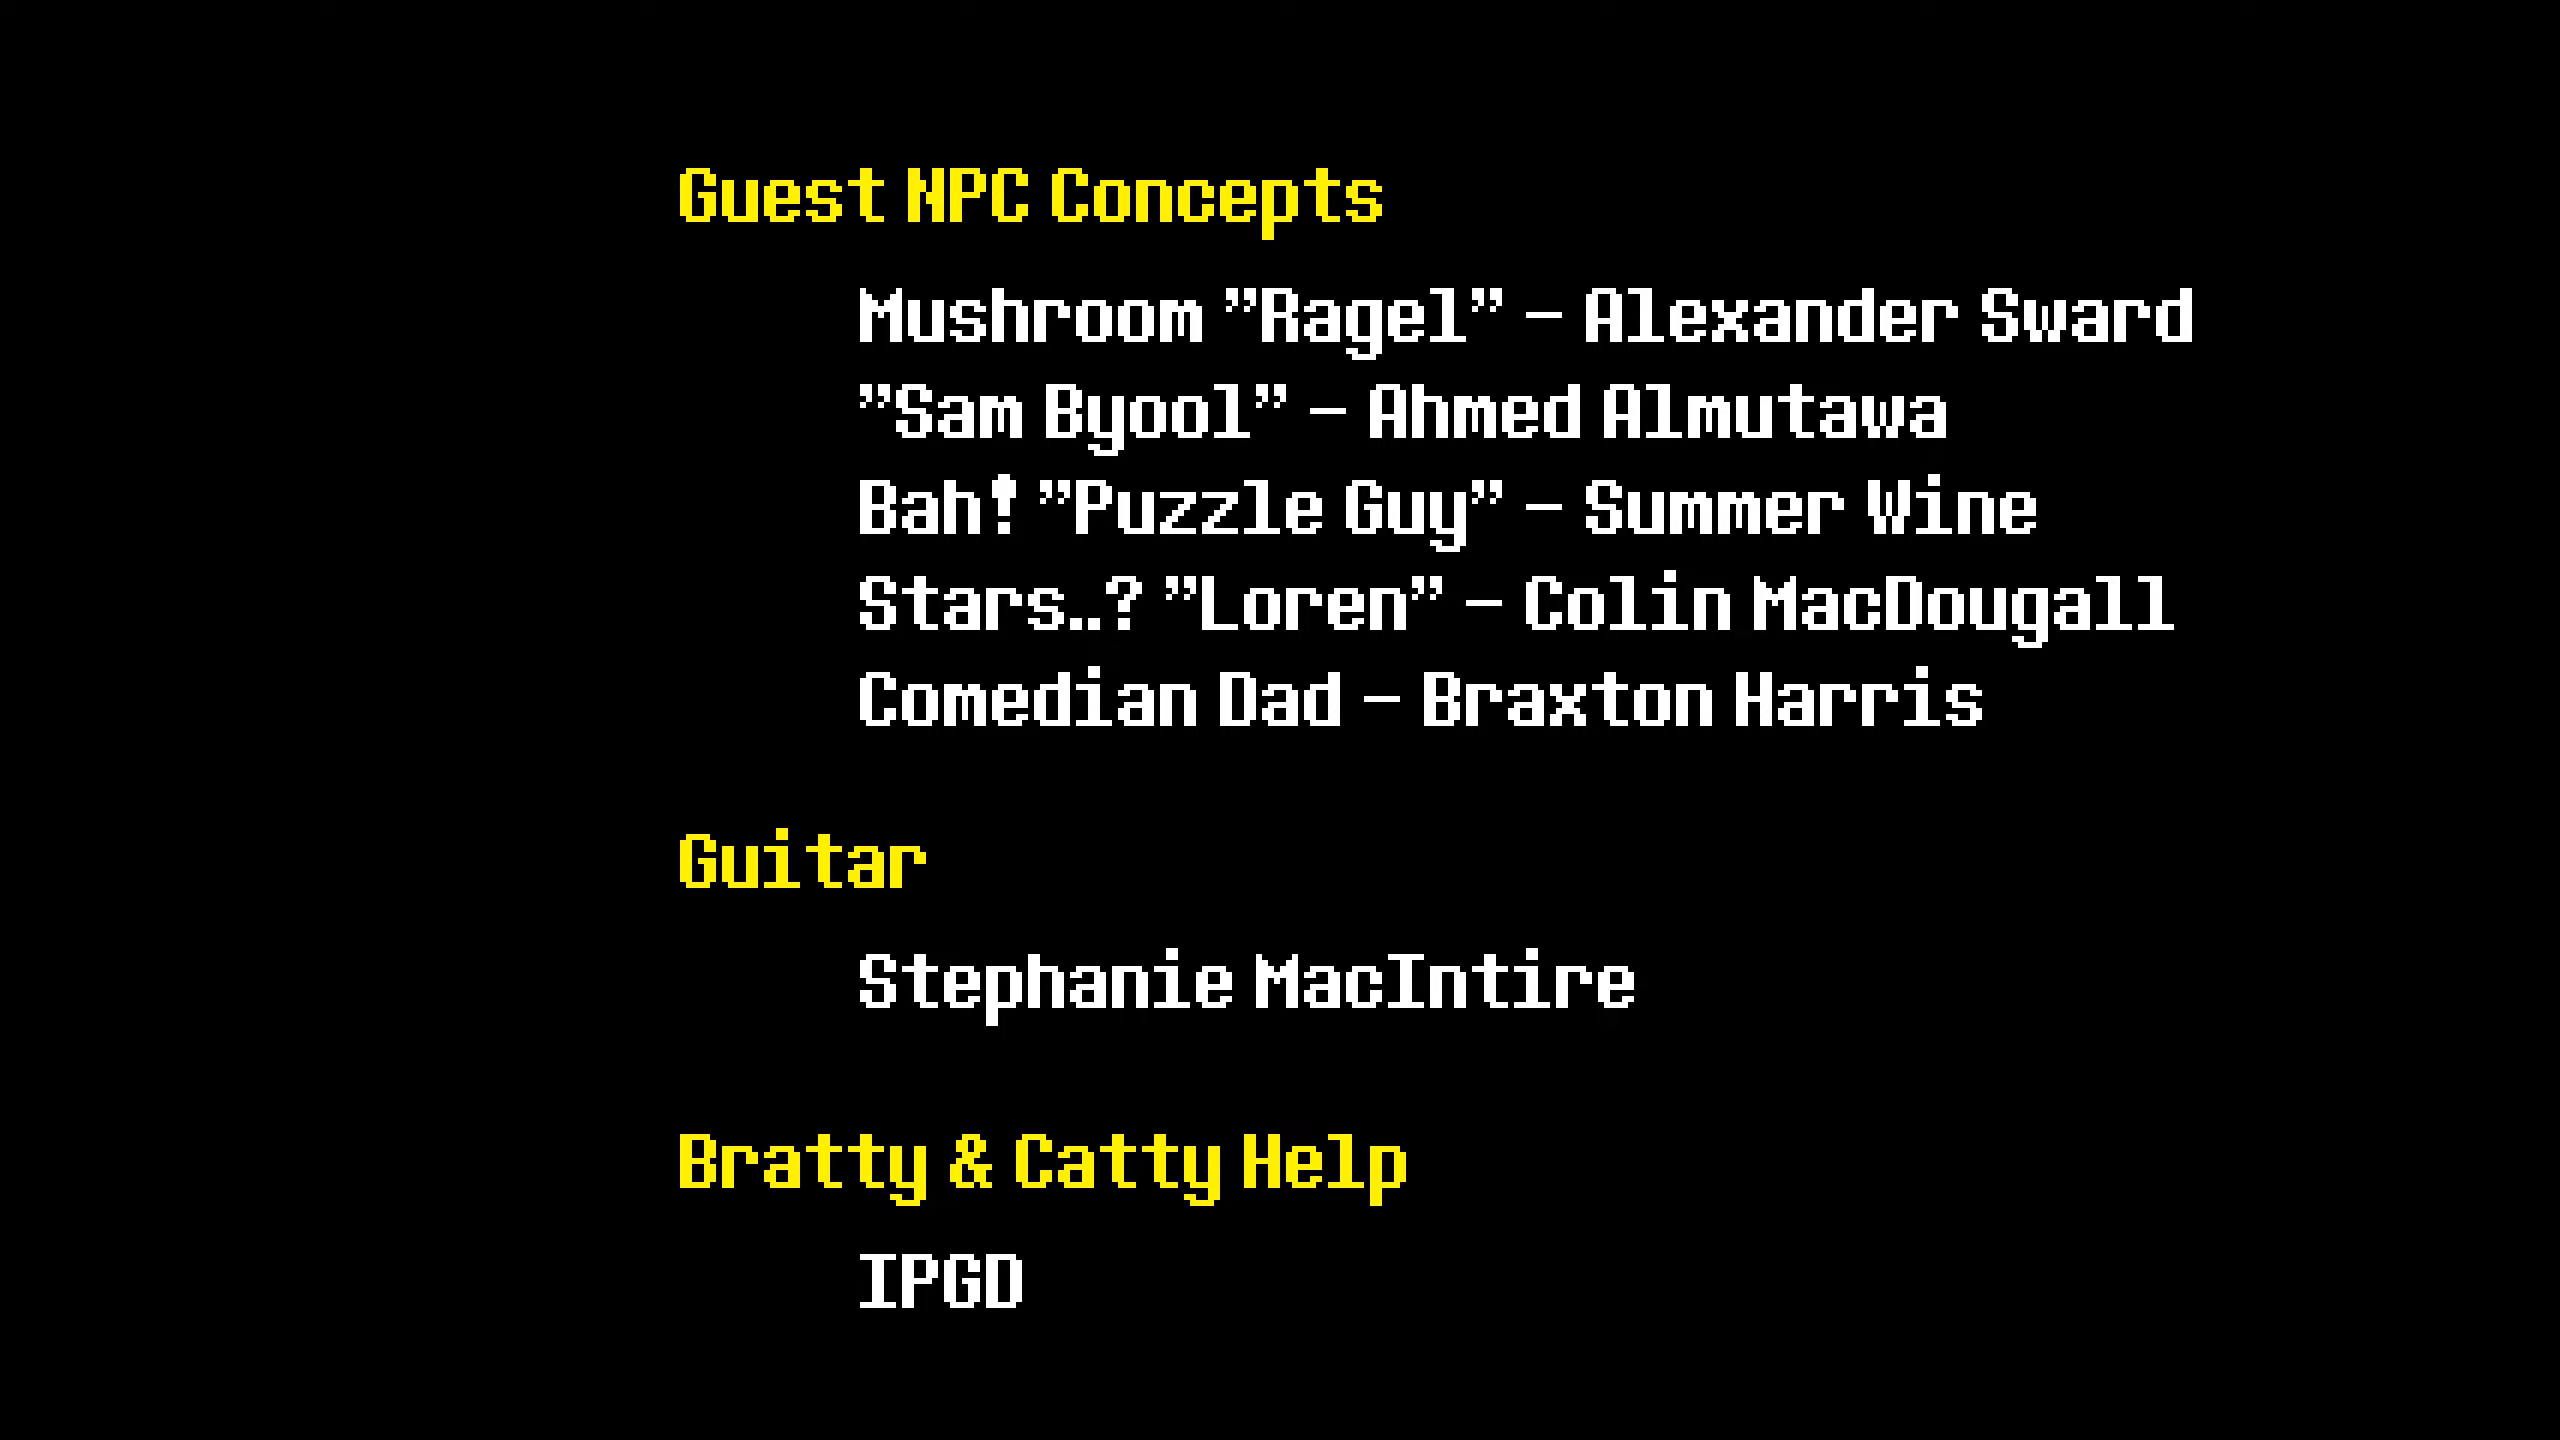 Guest NPC Concepts
Mushroom "Ragel" - Alexander Sward
"Sam Byool" - Ahmed Almutawa
Bah! "Puzzle Guy" - Summer Wine
Stars..? "Loren" - Colin MacDougall
Comedian Dad - Braxton Harris
Guitar
Stephanie MacIntire
Bratty & Catty Help
IPGD